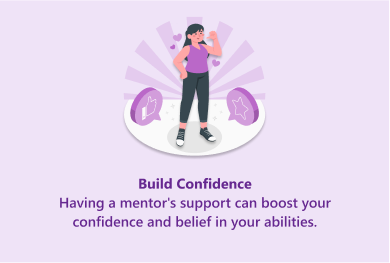 Build Confidence
Having a mentor's support can boost your
confidence and belief in your abilities.